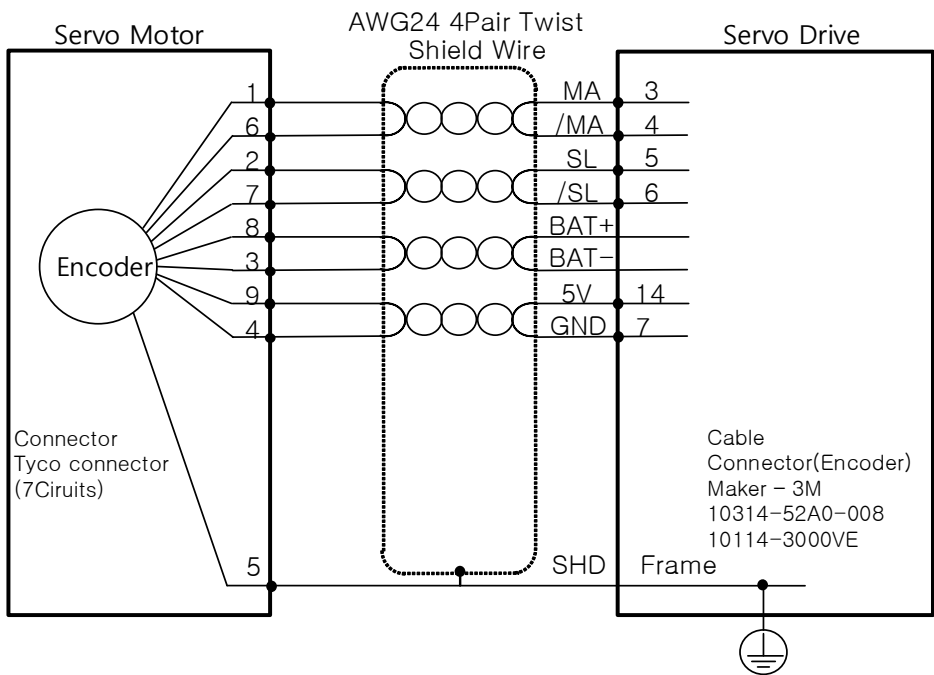 AWG24 4Pair Twist
Shield Wire
Servo Motor
Servo Drive
1 MA 3
6 /MA 4
2 SL 5
7 /SL 6
8 BAT+
3 BAT-
9 5V 14
4 GND 7
Encoder
Connector
Tyco connector
(7Ciruits)
Cable
Connector(Encoder)
Maker - 3M
10314-52A0-008
10114-3000VE
5 SHD Frame